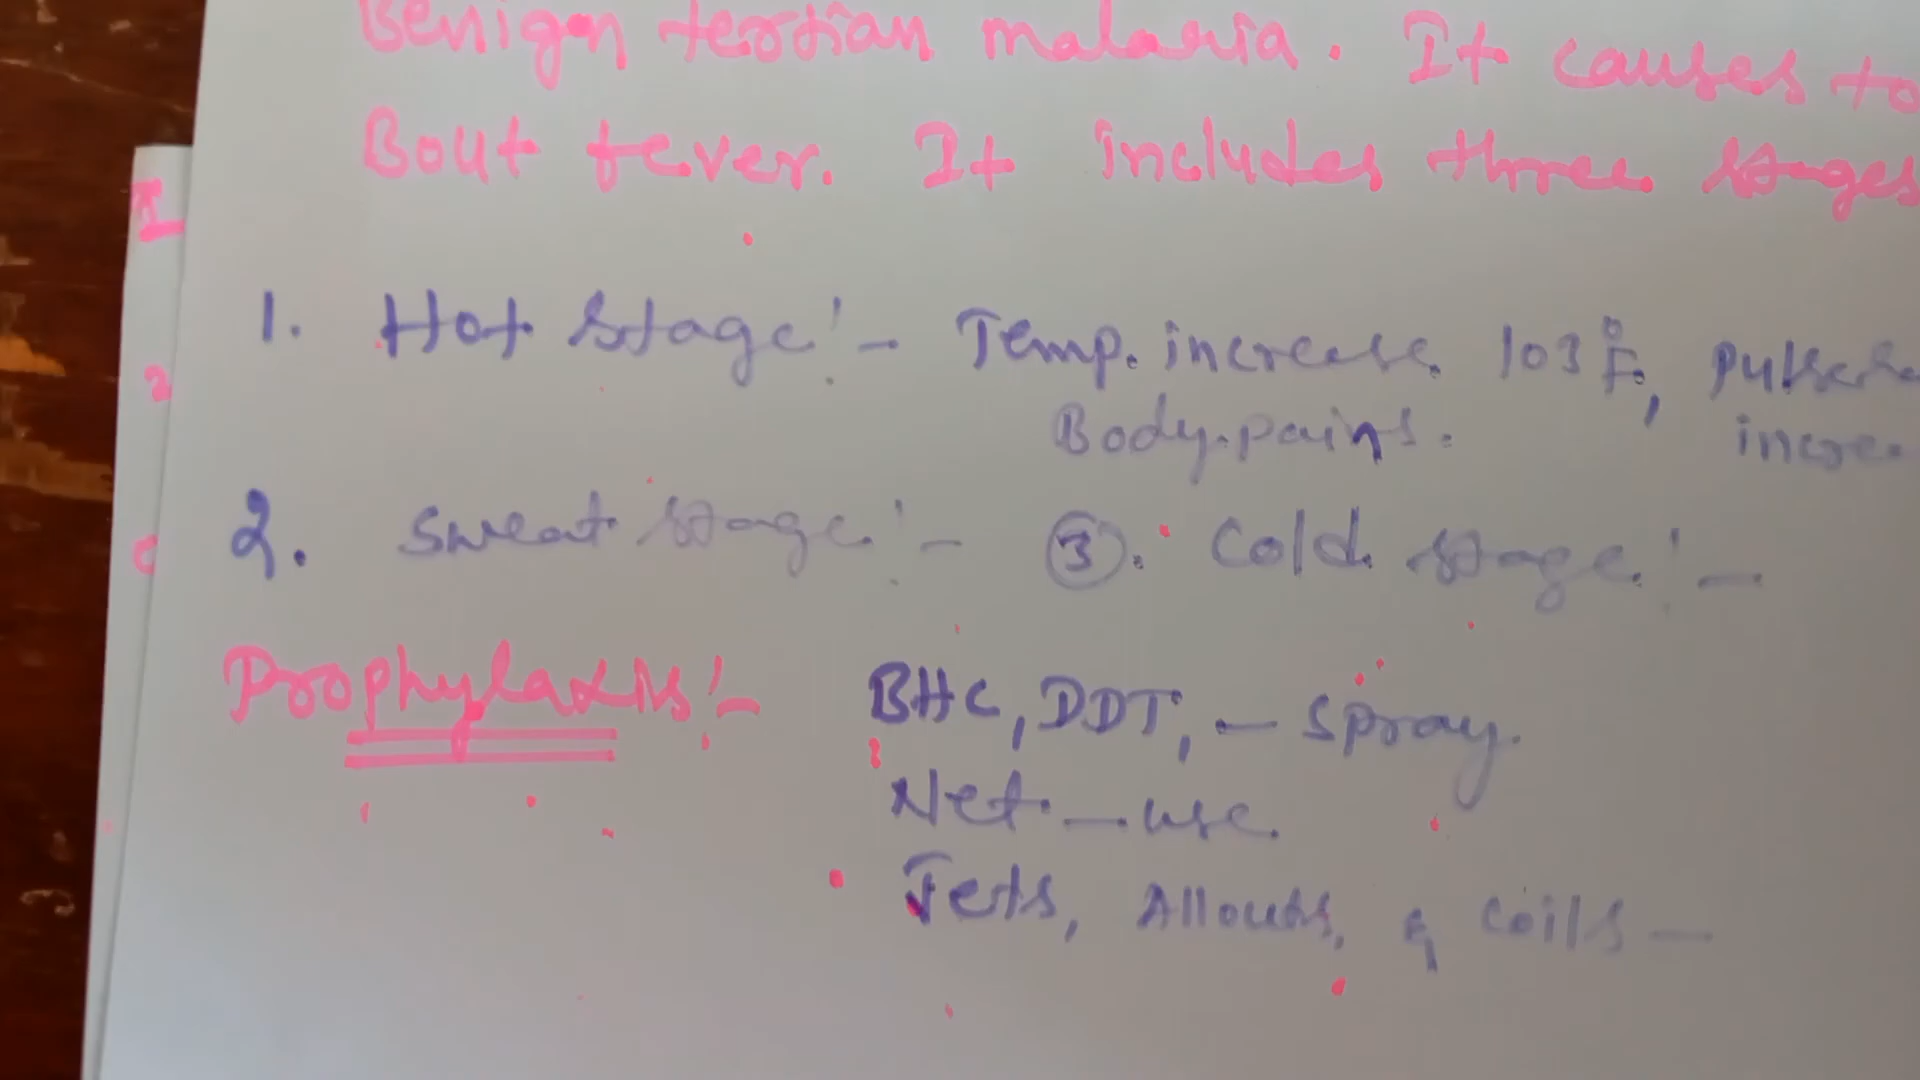 Benign tertian malaria. It causes to
Bout fever. It includes three stages
1. Hot stage:- Temp. increase 103°F, Pulse
Body pains. incre
2. Sweat stage:- ③. Cold stage:-
Prophylaxis:- BHC, DDT, - Spray.
Net - use.
Jets, Allouts, & Coils -